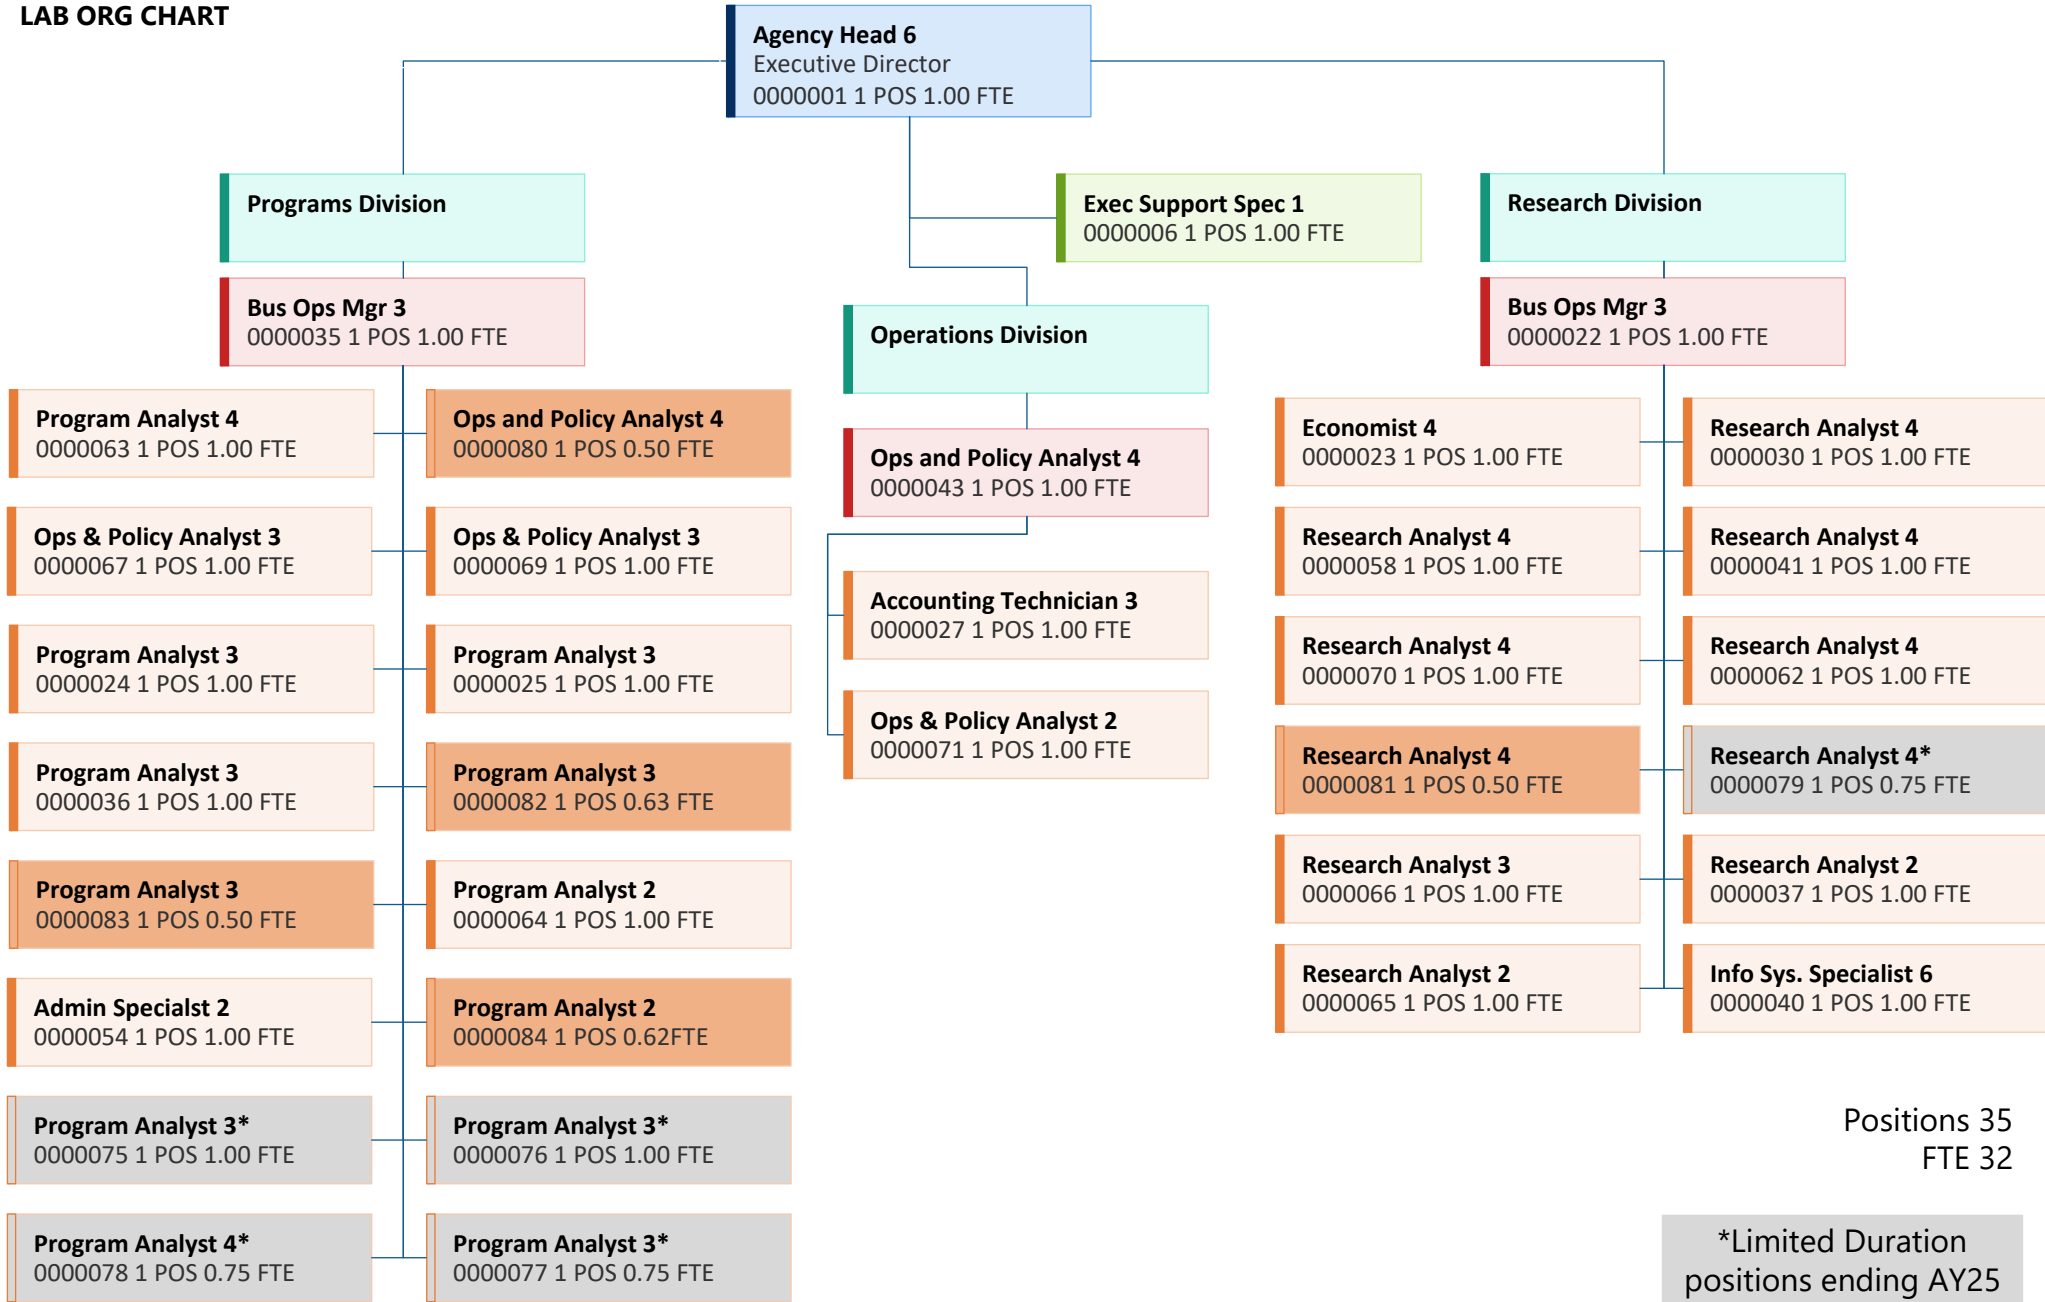 LAB ORG CHART
Agency Head 6
Executive Director
0000001 1 POS 1.00 FTE
Programs Division
Exec Support Spec 1
0000006 1 POS 1.00 FTE
Research Division
Bus Ops Mgr 3
0000035 1 POS 1.00 FTE
Operations Division
Bus Ops Mgr 3
0000022 1 POS 1.00 FTE
Program Analyst 4
0000063 1 POS 1.00 FTE
Ops and Policy Analyst 4
0000080 1 POS 0.50 FTE
Ops & Policy Analyst 3
0000067 1 POS 1.00 FTE
Ops & Policy Analyst 3
0000069 1 POS 1.00 FTE
Program Analyst 3
0000024 1 POS 1.00 FTE
Program Analyst 3
0000025 1 POS 1.00 FTE
Program Analyst 3
0000036 1 POS 1.00 FTE
Program Analyst 3
0000082 1 POS 0.63 FTE
Program Analyst 3
0000083 1 POS 0.50 FTE
Program Analyst 2
0000064 1 POS 1.00 FTE
Admin Specialst 2
0000054 1 POS 1.00 FTE
Program Analyst 2
0000084 1 POS 0.62FTE
Program Analyst 3*
0000075 1 POS 1.00 FTE
Program Analyst 3*
0000076 1 POS 1.00 FTE
Program Analyst 4*
0000078 1 POS 0.75 FTE
Program Analyst 3*
0000077 1 POS 0.75 FTE
Ops and Policy Analyst 4
0000043 1 POS 1.00 FTE
Accounting Technician 3
0000027 1 POS 1.00 FTE
Ops & Policy Analyst 2
0000071 1 POS 1.00 FTE
Economist 4
0000023 1 POS 1.00 FTE
Research Analyst 4
0000030 1 POS 1.00 FTE
Research Analyst 4
0000058 1 POS 1.00 FTE
Research Analyst 4
0000041 1 POS 1.00 FTE
Research Analyst 4
0000070 1 POS 1.00 FTE
Research Analyst 4
0000062 1 POS 1.00 FTE
Research Analyst 4
0000081 1 POS 0.50 FTE
Research Analyst 4*
0000079 1 POS 0.75 FTE
Research Analyst 3
0000066 1 POS 1.00 FTE
Research Analyst 2
0000037 1 POS 1.00 FTE
Research Analyst 2
0000065 1 POS 1.00 FTE
Info Sys. Specialist 6
0000040 1 POS 1.00 FTE
Positions 35
FTE 32
*Limited Duration
positions ending AY25